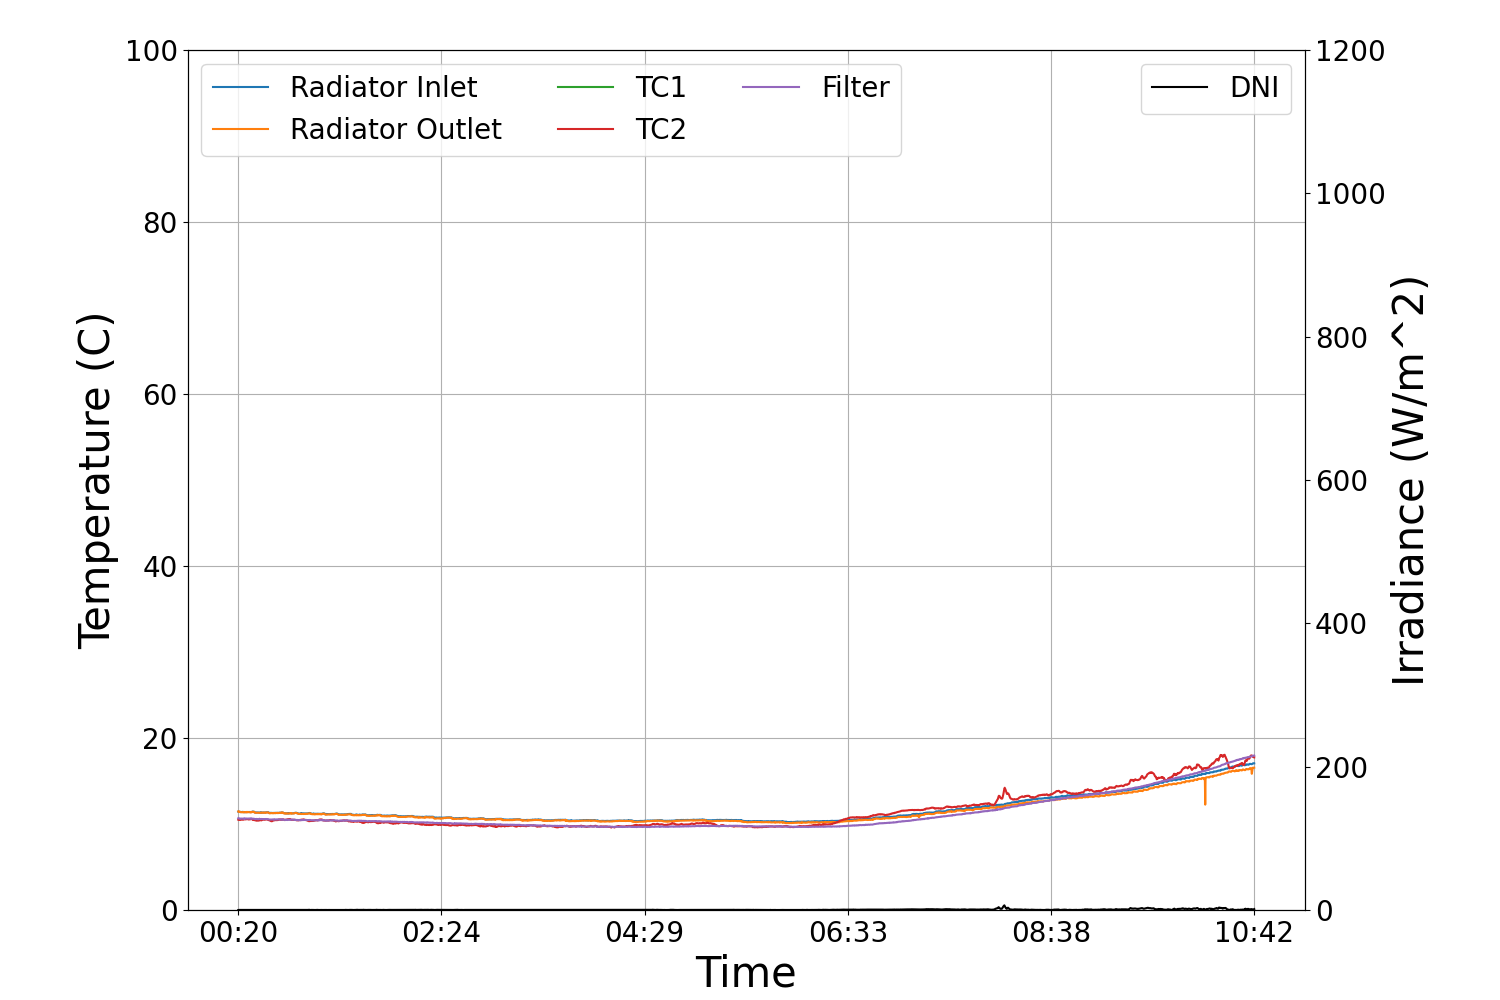 Radiator Inlet
Radiator Outlet
TC1
TC2
Filter
DNI
100
80
60
40
20
0
Temperature (C)
1200
1000
800
600
400
200
0
Irradiance (W/m^2)
00:20 02:24 04:29 06:33 08:38 10:42
Time